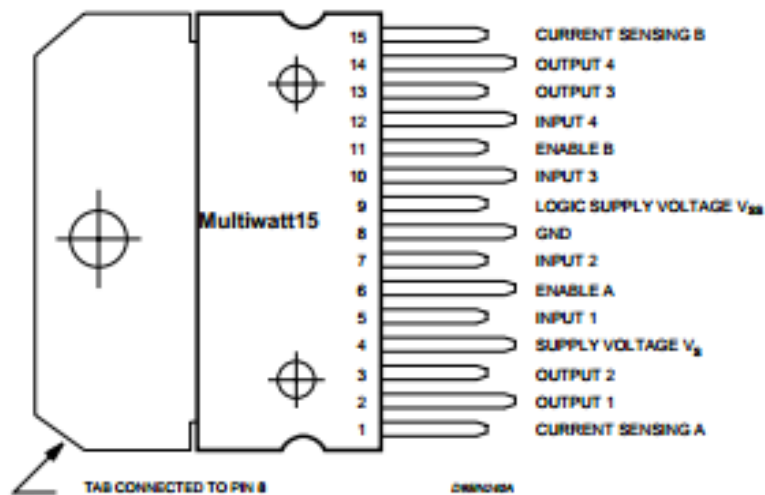 15 CURRENT SENSING B
14 OUTPUT 4
13 OUTPUT 3
12 INPUT 4
11 ENABLE B
10 INPUT 3
9 LOGIC SUPPLY VOLTAGE VSS
Multiwatt15
8 GND
7 INPUT 2
6 ENABLE A
5 INPUT 1
4 SUPPLY VOLTAGE VS
3 OUTPUT 2
2 OUTPUT 1
1 CURRENT SENSING A
TAB CONNECTED TO PIN 8